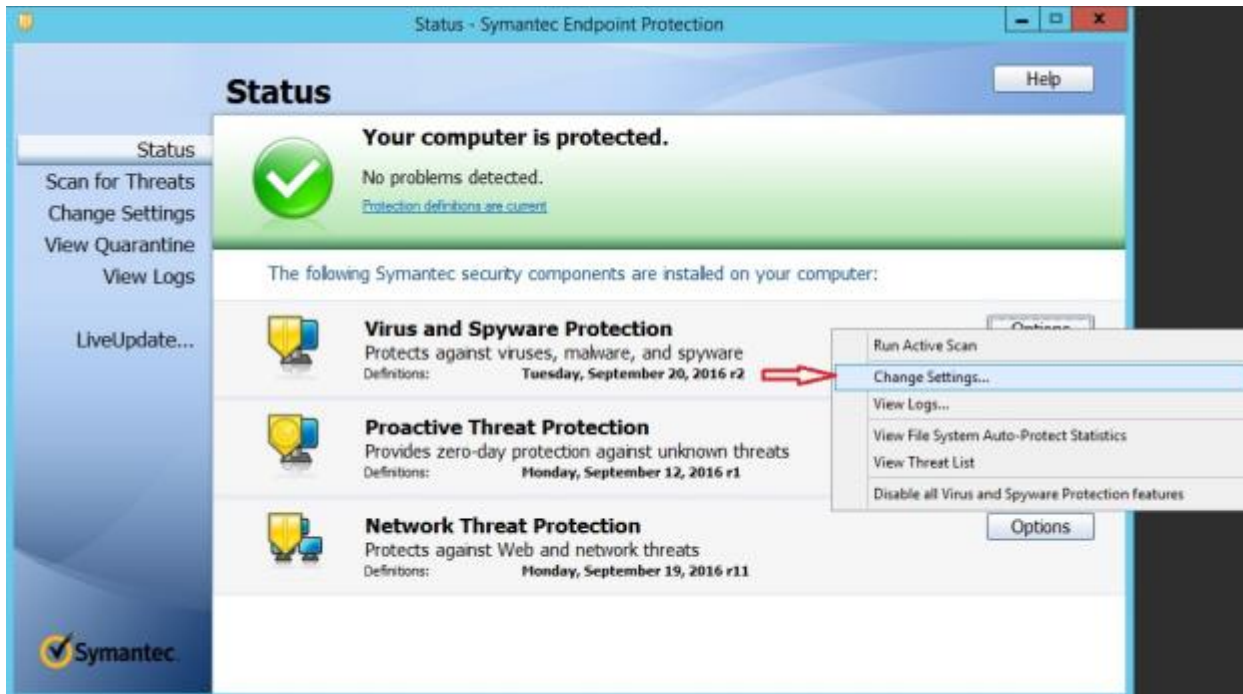 Status - Symantec Endpoint Protection
Status
Help
Status
Scan for Threats
Change Settings
View Quarantine
View Logs
LiveUpdate...
Your computer is protected.
No problems detected.
Protection definitions are current
The following Symantec security components are installed on your computer:
Virus and Spyware Protection
Protects against viruses, malware, and spyware
Definitions: Tuesday, September 20, 2016 r2
Options
Run Active Scan
Change Settings...
View Logs...
View File System Auto-Protect Statistics
View Threat List
Disable all Virus and Spyware Protection features
Proactive Threat Protection
Provides zero-day protection against unknown threats
Definitions: Monday, September 12, 2016 r1
Network Threat Protection
Protects against Web and network threats
Definitions: Monday, September 19, 2016 r11
Options
Symantec.